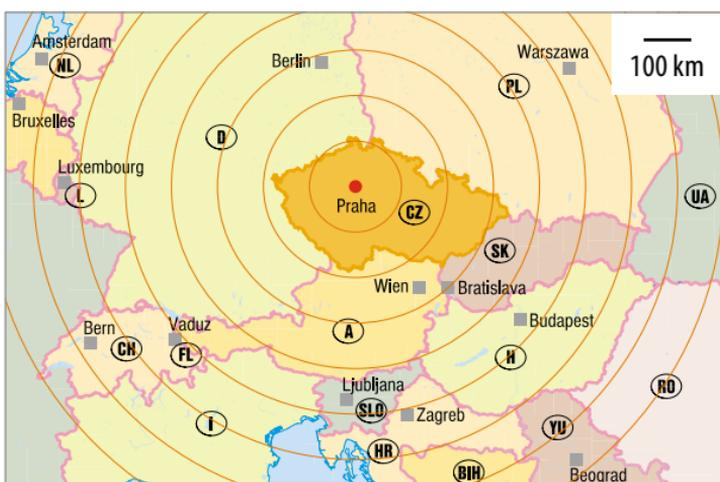 Amsterdam
NL
Berlin
Warszawa
100 km
PL
Bruxelles
D
Luxembourg
L
Praha
CZ
UA
SK
Wien
Bratislava
Bern
CH
Vaduz
FL
A
Budapest
H
Ljubljana
SLO
Zagreb
RO
I
HR
YU
BIH
Beograd